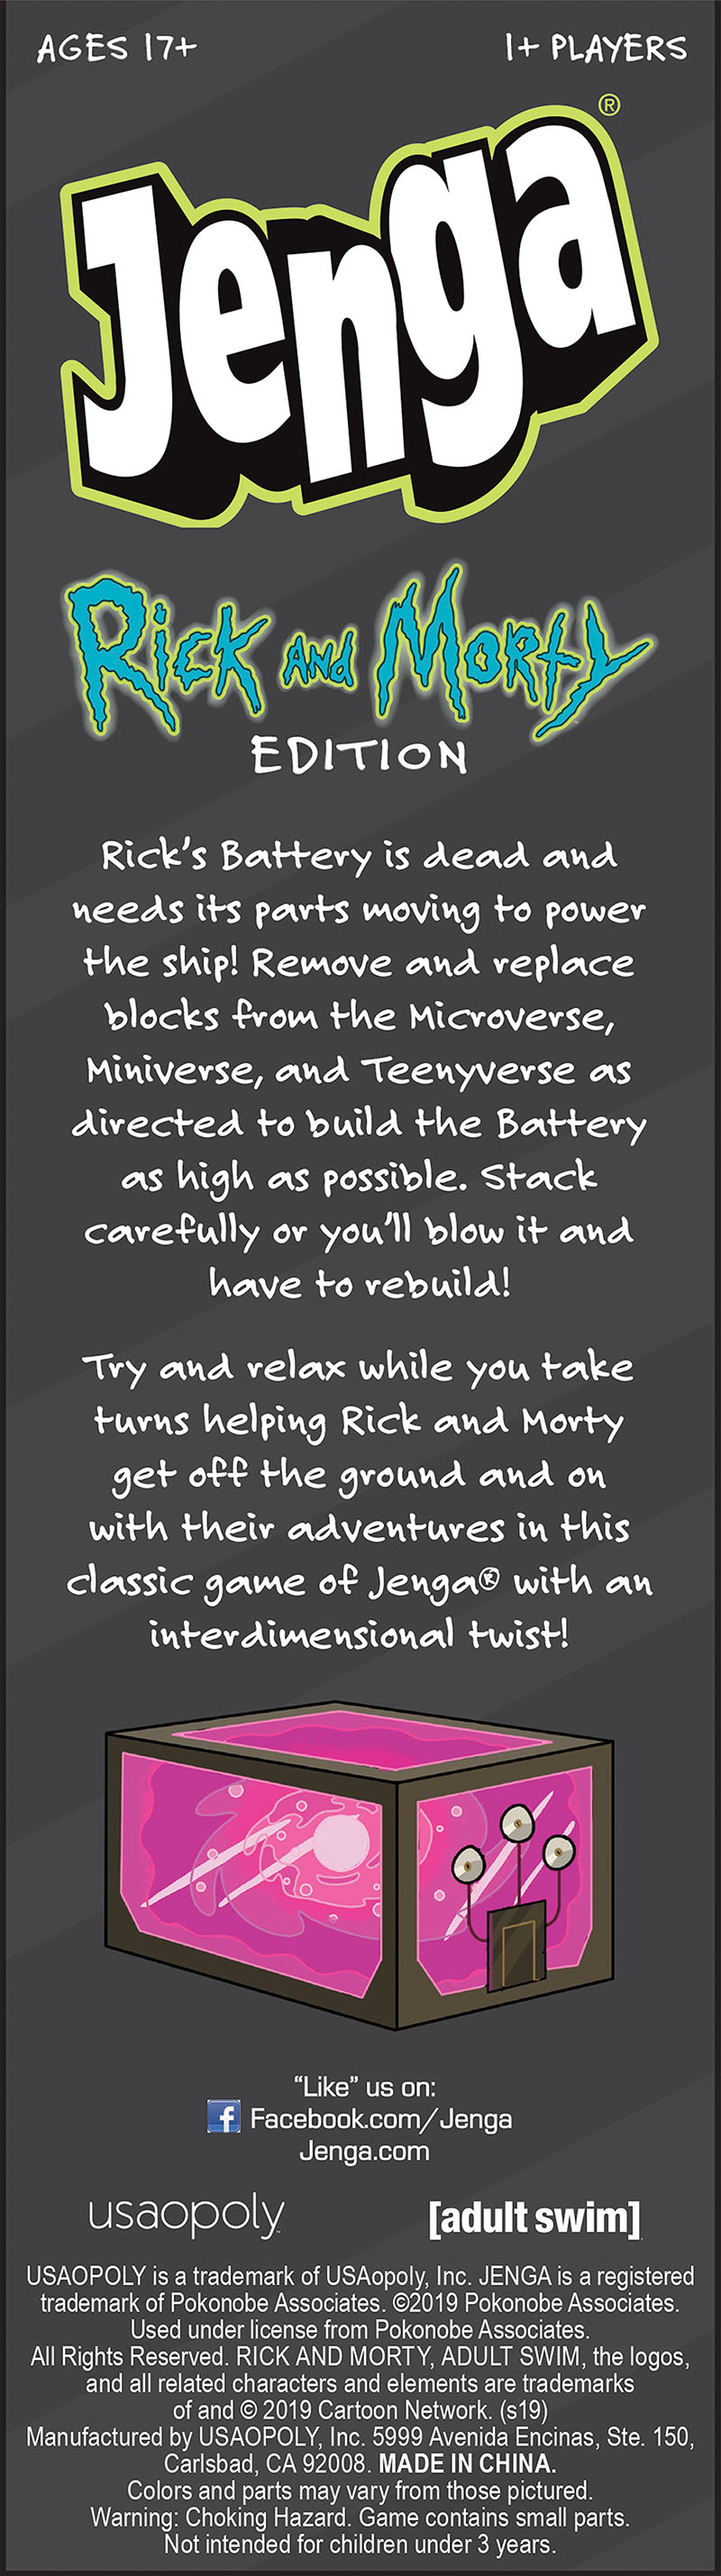 AGES 17+
1+ PLAYERS
Jenga®
Rick and Morty
EDITION
Rick's Battery is dead and
needs its parts moving to power
the ship! Remove and replace
blocks from the Microverse,
Miniverse, and Teenyverse as
directed to build the Battery
as high as possible. Stack
carefully or you'll blow it and
have to rebuild!
Try and relax while you take
turns helping Rick and Morty
get off the ground and on
with their adventures in this
classic game of Jenga® with an
interdimensional twist!
“Like” us on:
f Facebook.com/Jenga
Jenga.com
usaopoly
[adult swim]
USAOPOLY is a trademark of USAopoly, Inc. JENGA is a registered
trademark of Pokonobe Associates. ©2019 Pokonobe Associates.
Used under license from Pokonobe Associates.
All Rights Reserved. RICK AND MORTY, ADULT SWIM, the logos,
and all related characters and elements are trademarks
of and © 2019 Cartoon Network. (s19)
Manufactured by USAOPOLY, Inc. 5999 Avenida Encinas, Ste. 150,
Carlsbad, CA 92008. MADE IN CHINA.
Colors and parts may vary from those pictured.
Warning: Choking Hazard. Game contains small parts.
Not intended for children under 3 years.